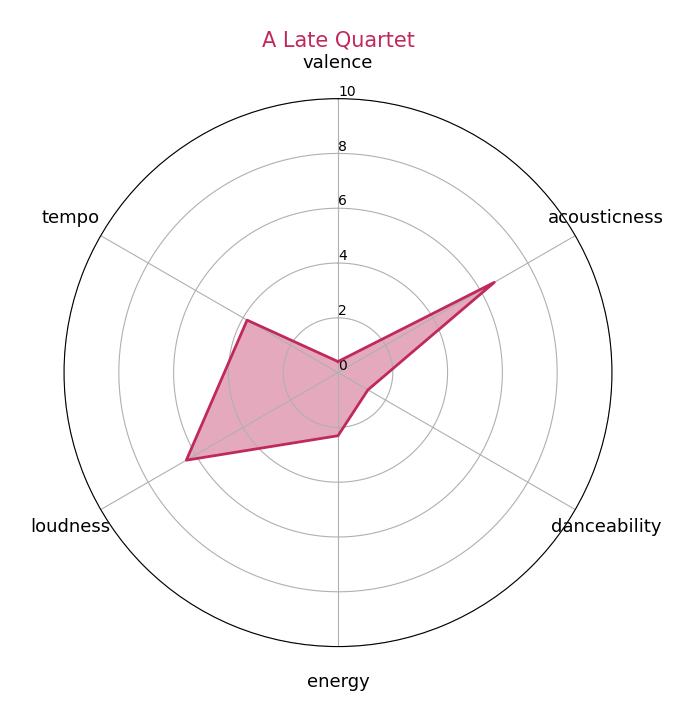 A Late Quartet
valence
10
8
acousticness
tempo
6
4
2
0
loudness
danceability
energy